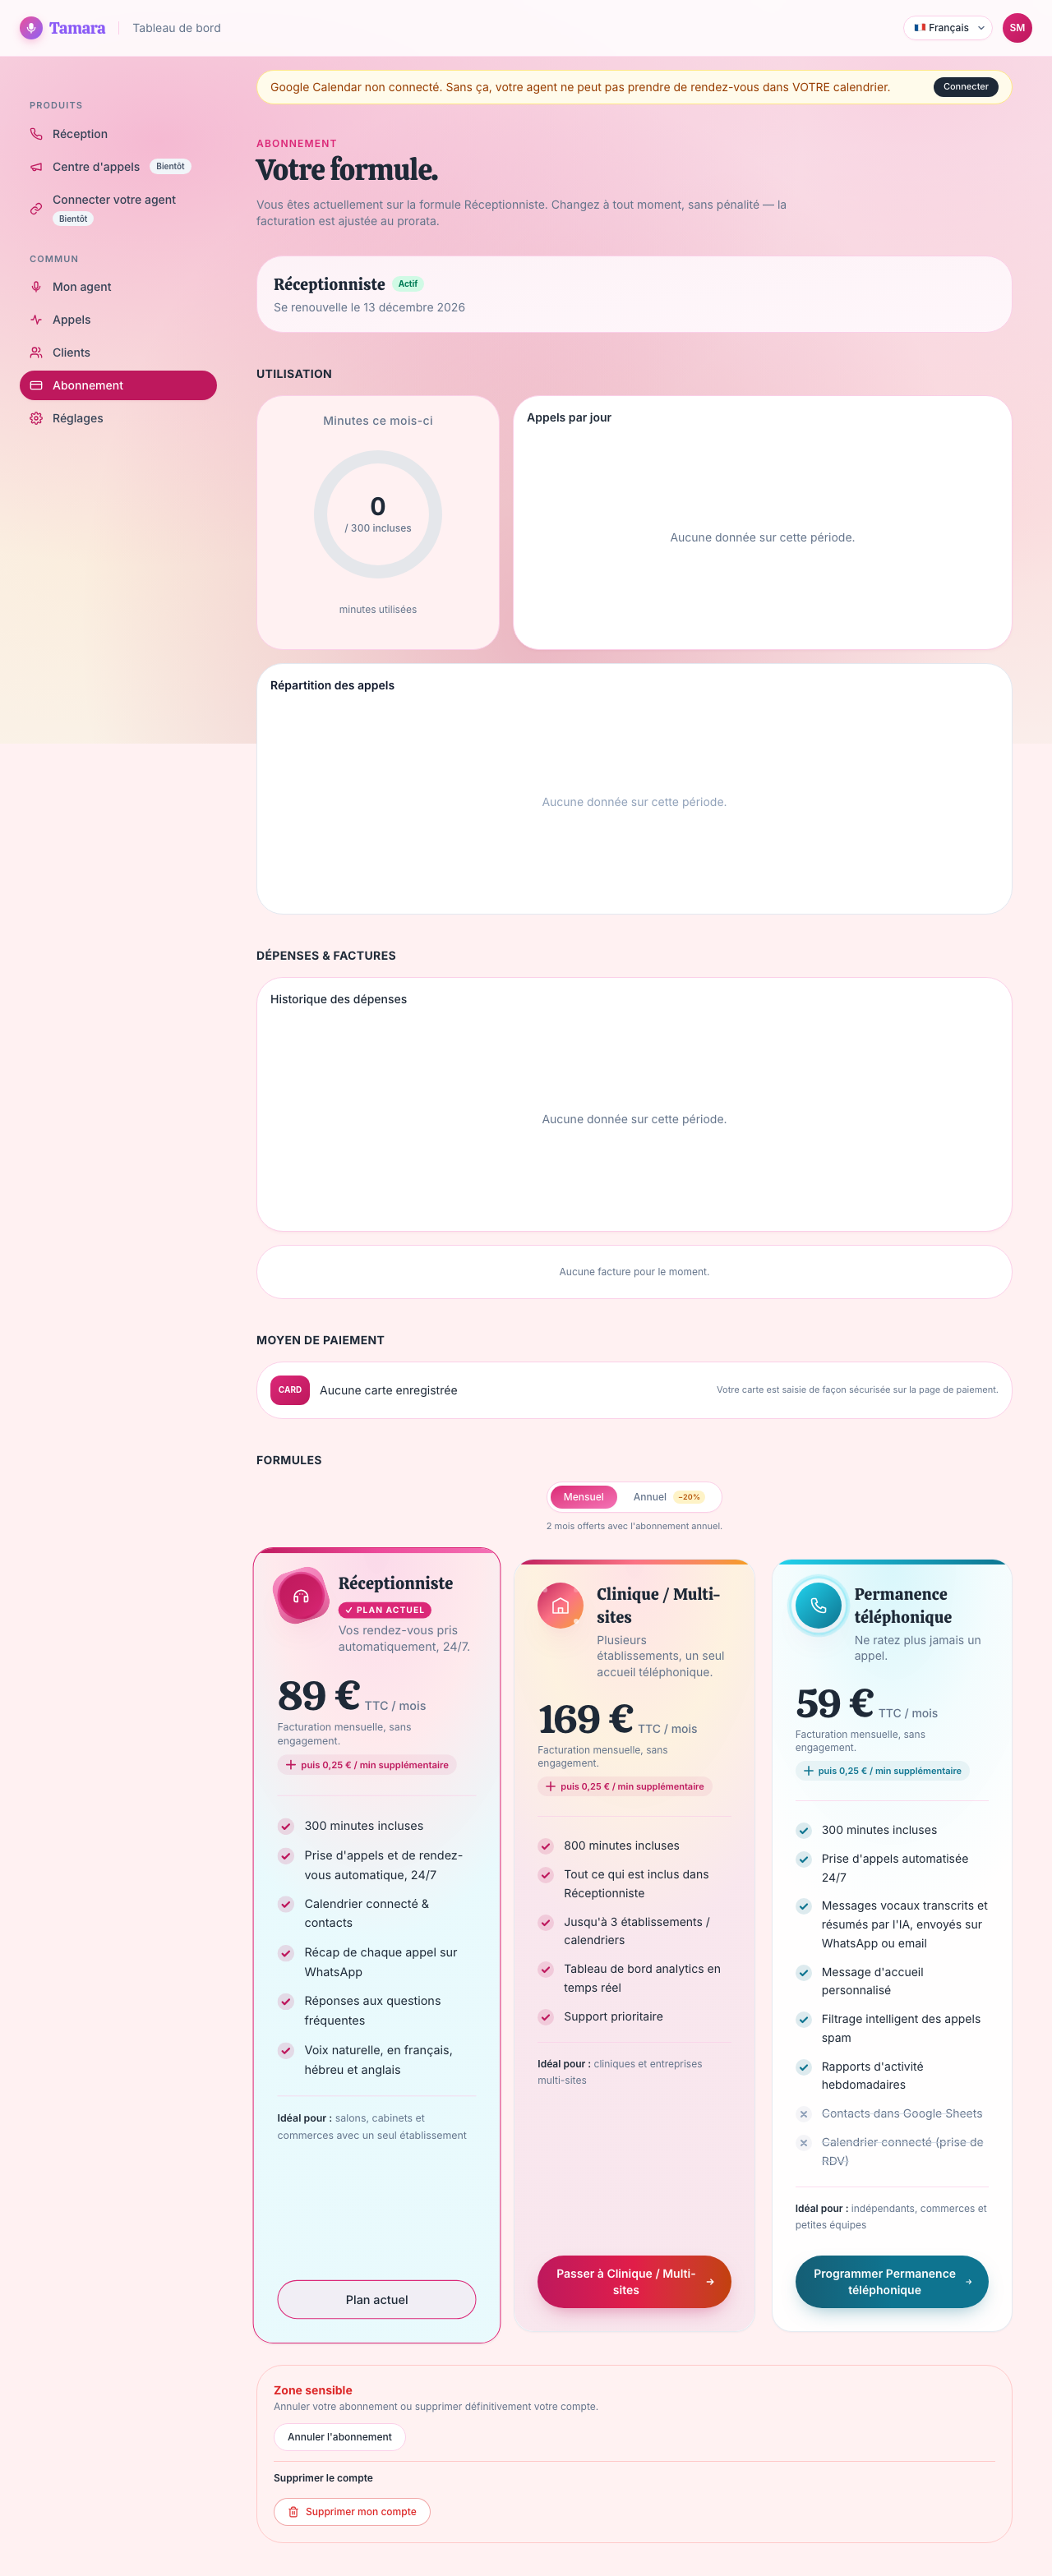 Tamara
Tableau de bord
Français
SM
Google Calendar non connecté. Sans ça, votre agent ne peut pas prendre de rendez-vous dans VOTRE calendrier.
Connecter
PRODUITS
Réception
Centre d'appels Bientôt
Connecter votre agent
Bientôt
COMMUN
Mon agent
Appels
Clients
Abonnement
Réglages
ABONNEMENT
Votre formule.
Vous êtes actuellement sur la formule Réceptionniste. Changez à tout moment, sans pénalité — la
facturation est ajustée au prorata.
Réceptionniste Actif
Se renouvelle le 13 décembre 2026
UTILISATION
Minutes ce mois-ci
0
/ 300 incluses
minutes utilisées
Appels par jour
Aucune donnée sur cette période.
Répartition des appels
Aucune donnée sur cette période.
DÉPENSES & FACTURES
Historique des dépenses
Aucune donnée sur cette période.
Aucune facture pour le moment.
MOYEN DE PAIEMENT
CARD
Aucune carte enregistrée
Votre carte est saisie de façon sécurisée sur la page de paiement.
FORMULES
Mensuel
Annuel −20%
2 mois offerts avec l'abonnement annuel.
Réceptionniste
✓ PLAN ACTUEL
Vos rendez-vous pris
automatiquement, 24/7.
89 € TTC / mois
Facturation mensuelle, sans
engagement.
+ puis 0,25 € / min supplémentaire
300 minutes incluses
Prise d'appels et de rendez-
vous automatique, 24/7
Calendrier connecté &
contacts
Récap de chaque appel sur
WhatsApp
Réponses aux questions
fréquentes
Voix naturelle, en français,
hébreu et anglais
Idéal pour : salons, cabinets et
commerces avec un seul établissement
Plan actuel
Clinique / Multi-
sites
Plusieurs
établissements, un seul
accueil téléphonique.
169 € TTC / mois
Facturation mensuelle, sans
engagement.
+ puis 0,25 € / min supplémentaire
800 minutes incluses
Tout ce qui est inclus dans
Réceptionniste
Jusqu'à 3 établissements /
calendriers
Tableau de bord analytics en
temps réel
Support prioritaire
Idéal pour : cliniques et entreprises
multi-sites
Passer à Clinique / Multi-
sites →
Permanence
téléphonique
Ne ratez plus jamais un
appel.
59 € TTC / mois
Facturation mensuelle, sans
engagement.
+ puis 0,25 € / min supplémentaire
300 minutes incluses
Prise d'appels automatisée
24/7
Messages vocaux transcrits et
résumés par l'IA, envoyés sur
WhatsApp ou email
Message d'accueil
personnalisé
Filtrage intelligent des appels
spam
Rapports d'activité
hebdomadaires
Contacts dans Google Sheets
Calendrier connecté (prise de
RDV)
Idéal pour : indépendants, commerces et
petites équipes
Programmer Permanence
téléphonique →
Zone sensible
Annuler votre abonnement ou supprimer définitivement votre compte.
Annuler l'abonnement
Supprimer le compte
Supprimer mon compte